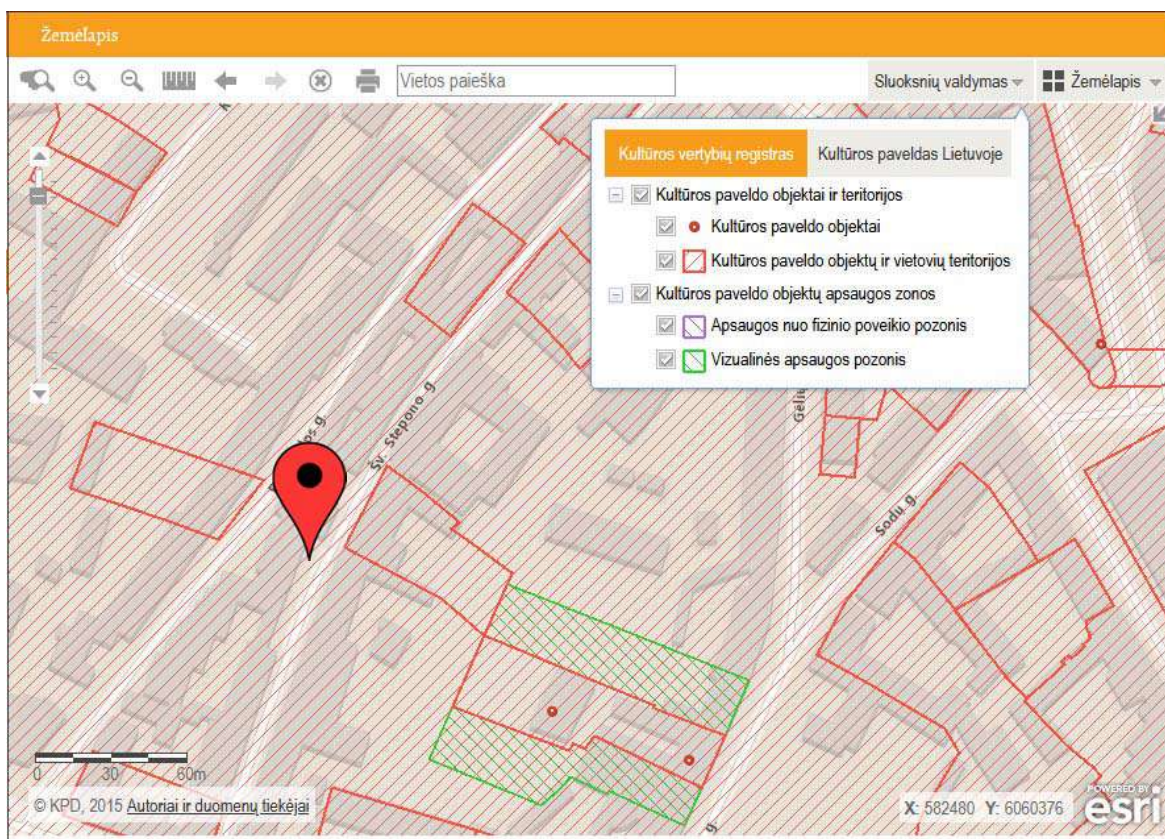 Žemėlapis
Vietos paieška
Sluoksnių valdymas
Žemėlapis
Kultūros vertybių registras
Kultūros paveldas Lietuvoje
Kultūros paveldo objektai ir teritorijos
Kultūros paveldo objektai
Kultūros paveldo objektų ir vietovių teritorijos
Kultūros paveldo objektų apsaugos zonos
Apsaugos nuo fizinio poveikio pozonis
Vizualinės apsaugos pozonis
Šv. Stepono g.
Sodų g.
g.
0 30 60m
© KPD, 2015 Autoriai ir duomenų tiekėjai
X: 582480 Y: 6060376
POWERED BY
esri